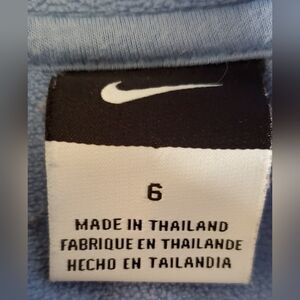 6
MADE IN THAILAND
FABRIQUE EN THAILANDE
HECHO EN TAILANDIA